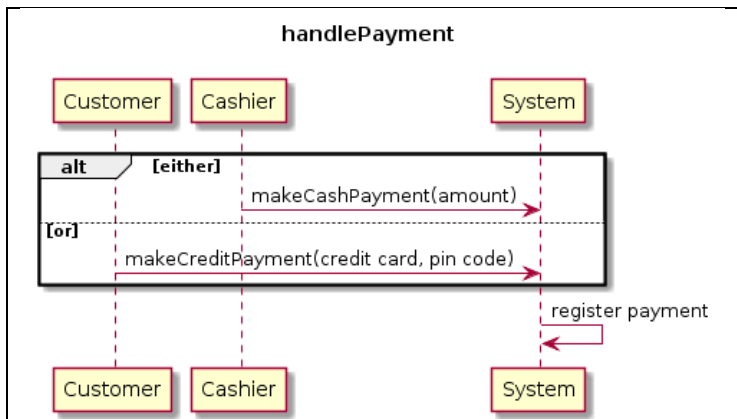 handlePayment
Customer Cashier System
alt [either]
makeCashPayment(amount)
[or]
makeCreditPayment(credit card, pin code)
register payment
Customer Cashier System